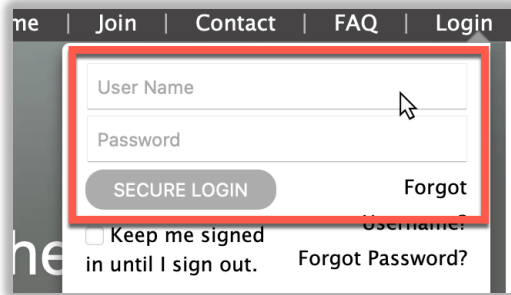 me | Join | Contact | FAQ | Login
User Name
Password
SECURE LOGIN
Forgot
Username?
Keep me signed
in until I sign out.
Forgot Password?
he